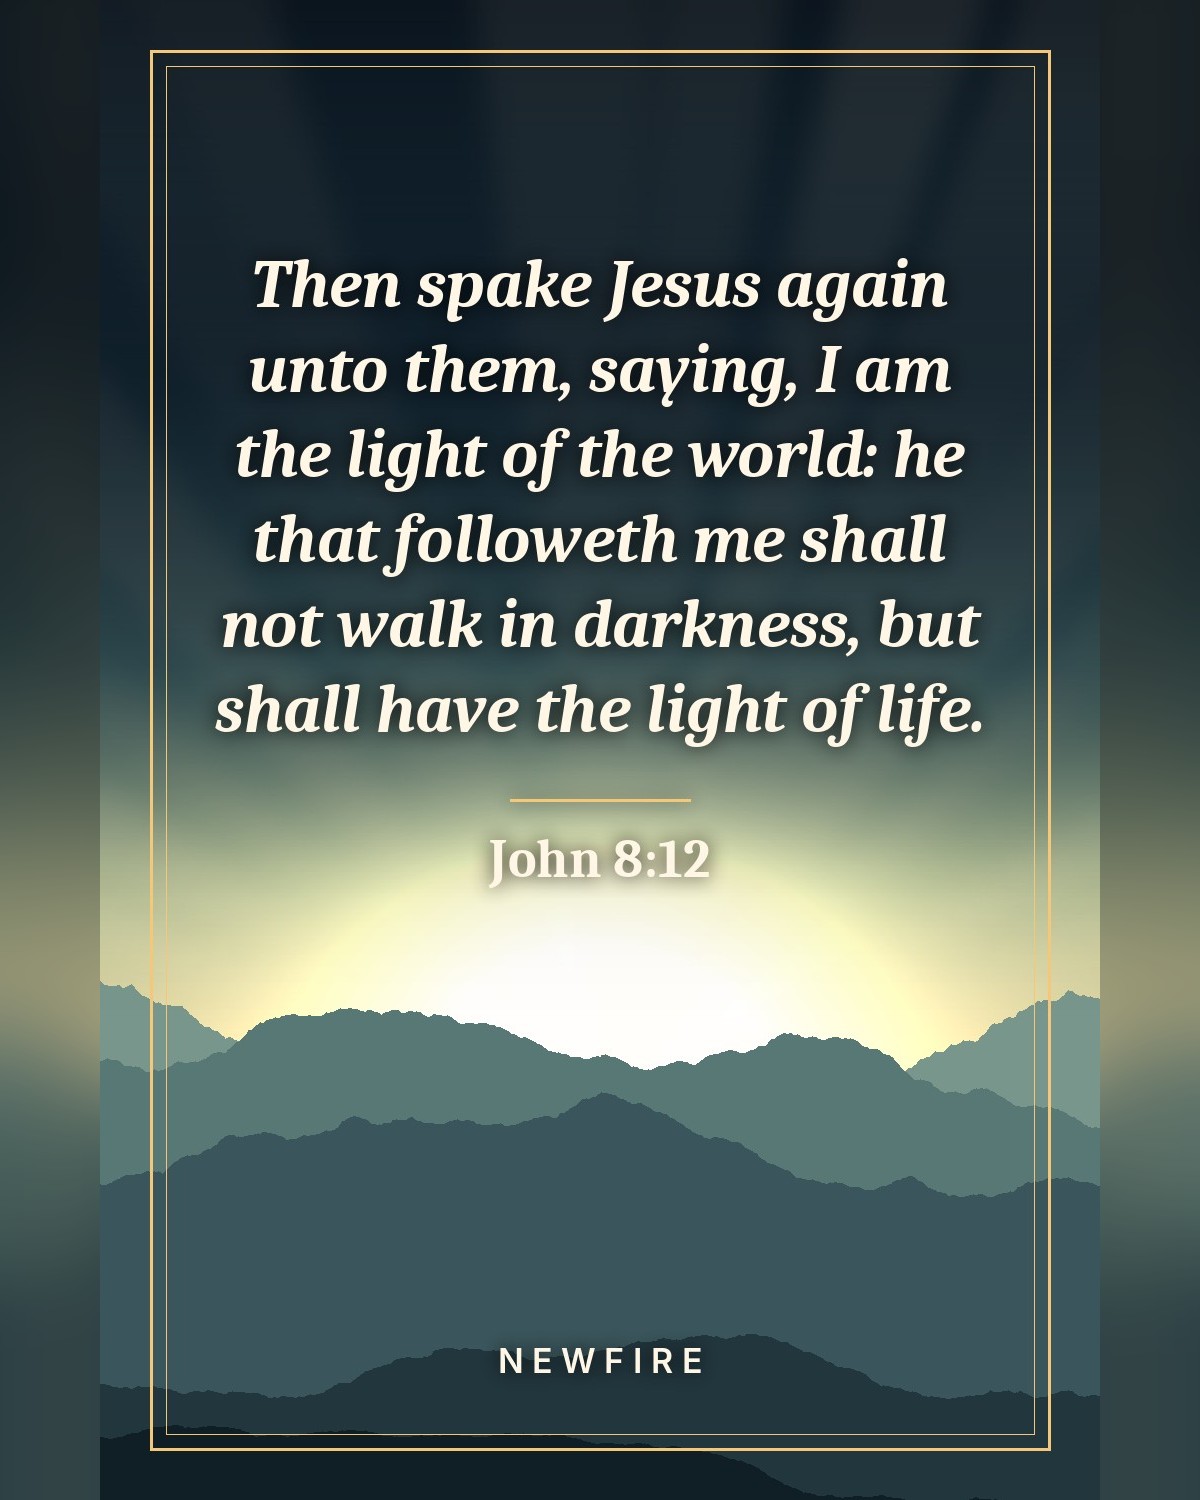 Then spake Jesus again
unto them, saying, I am
the light of the world: he
that followeth me shall
not walk in darkness, but
shall have the light of life.
John 8:12
NEWFIRE